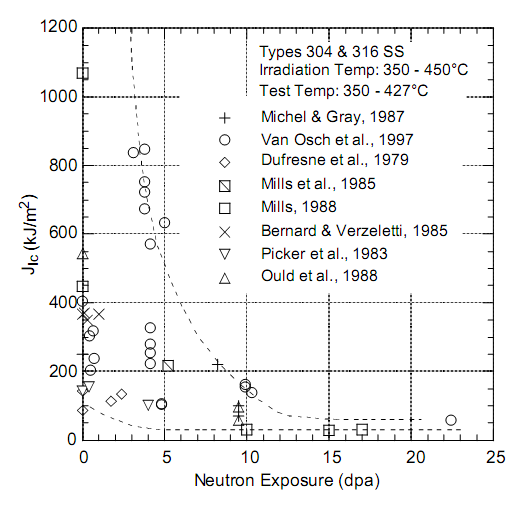 1200
1000
800
600
400
200
0
J_Ic (kJ/m²)
Types 304 & 316 SS
Irradiation Temp: 350 - 450°C
Test Temp: 350 - 427°C
Michel & Gray, 1987
Van Osch et al., 1997
Dufresne et al., 1979
Mills et al., 1985
Mills, 1988
Bernard & Verzeletti, 1985
Picker et al., 1983
Ould et al., 1988
0 5 10 15 20 25
Neutron Exposure (dpa)